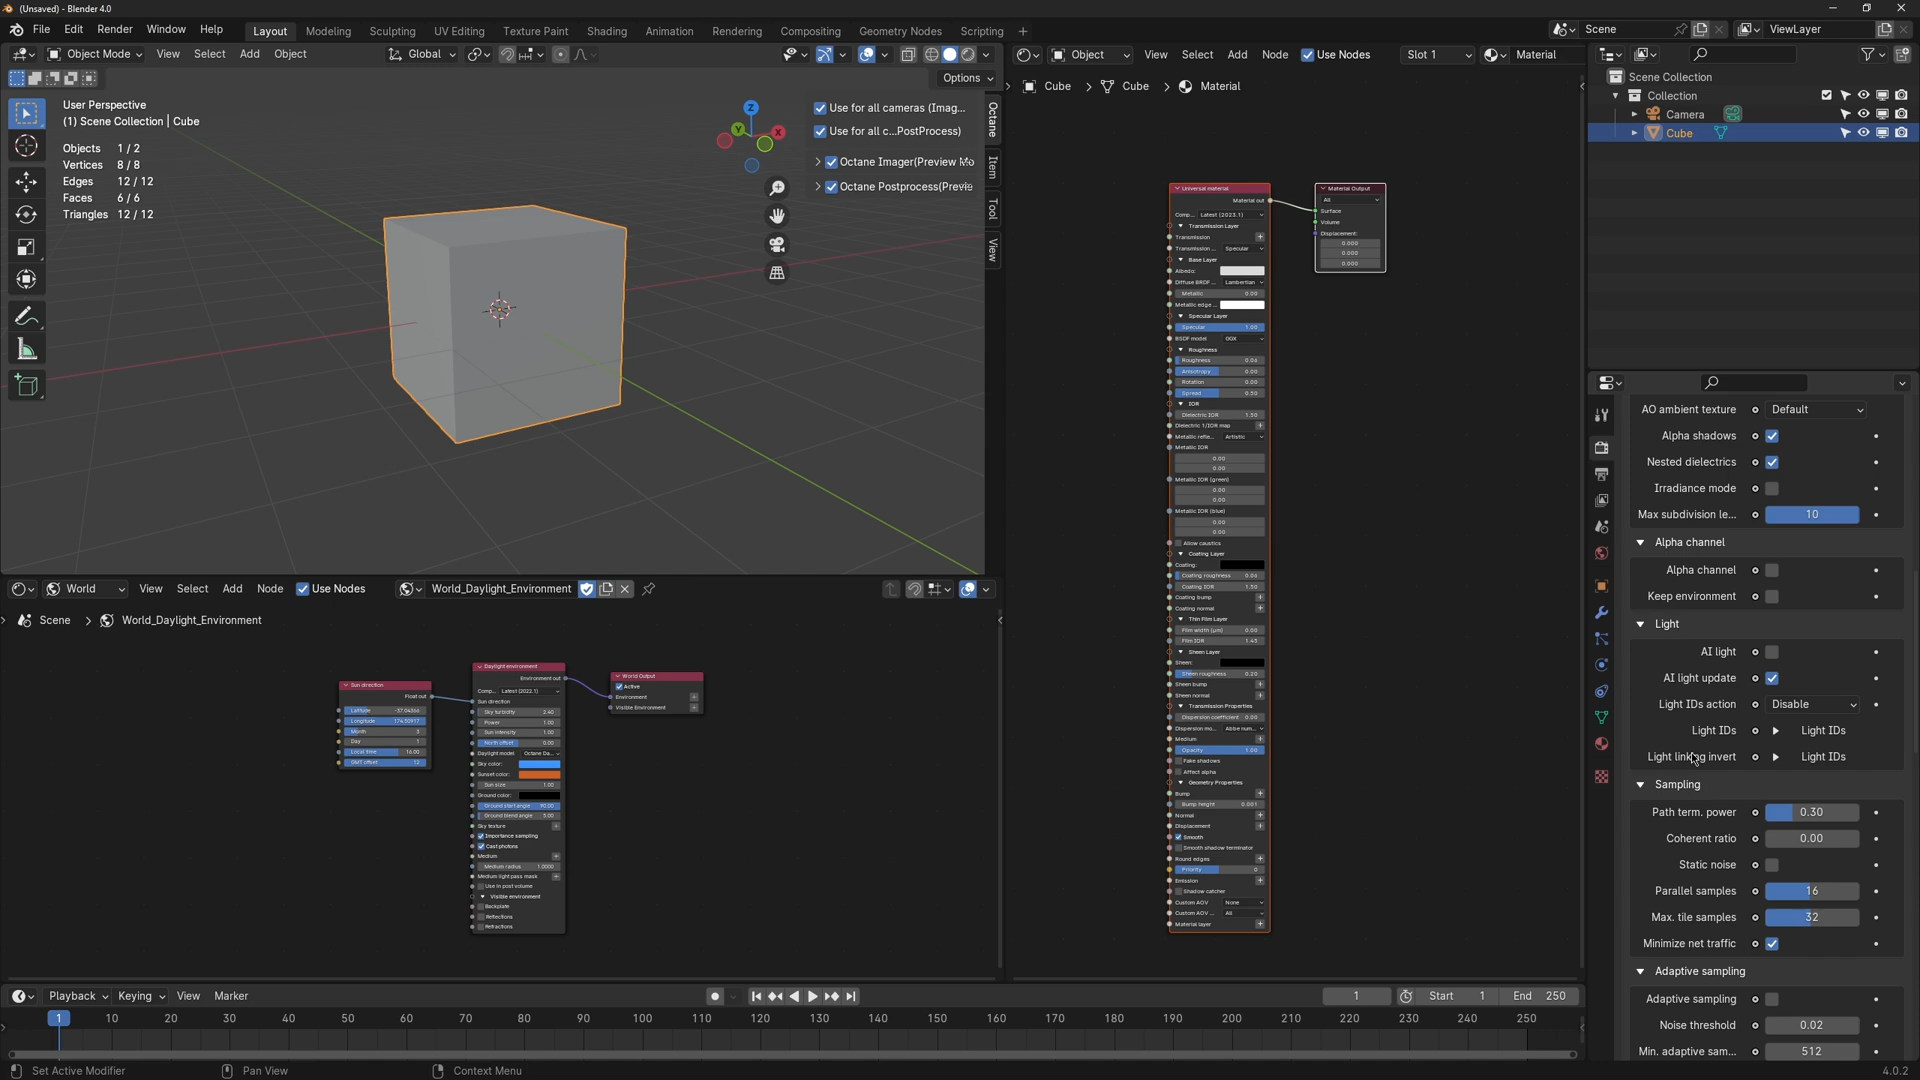 (Unsaved) - Blender 4.0
File Edit Render Window Help
Layout Modeling Sculpting UV Editing Texture Paint Shading Animation Rendering Compositing Geometry Nodes Scripting +
Scene
ViewLayer
Object Mode View Select Add Object
Global
Options
User Perspective
(1) Scene Collection | Cube
Objects 1 / 2
Vertices 8 / 8
Edges 12 / 12
Faces 6 / 6
Triangles 12 / 12
Z
Y
X
Use for all cameras (Imag...
Use for all c...PostProcess)
Octane Imager(Preview Mo
Octane Postprocess(Previe
Octane
Item
Tool
View
Object View Select Add Node Use Nodes Slot 1 Material
Cube > Cube > Material
Universal material
Material out
Comp... Latest (2023.1)
Transmission Layer
Transmission
Transmission ... Specular
Base Layer
Albedo:
Diffuse BRDF ... Lambertian
Metallic 0.00
Metallic edge ...
Specular Layer
Specular 1.00
BSDF model GGX
Roughness
Roughness 0.06
Anisotropy 0.00
Rotation 0.00
Spread 0.50
IOR
Dielectric IOR 1.50
Dielectric 1/IOR map
Metallic refle... Artistic
Metallic IOR
0.00
0.00
Metallic IOR (green)
0.00
0.00
Metallic IOR (blue)
0.00
0.00
Allow caustics
Coating Layer
Coating:
Coating roughness 0.06
Coating IOR 1.50
Coating bump
Coating normal
Thin Film Layer
Film width (µm) 0.00
Film IOR 1.45
Sheen Layer
Sheen:
Sheen roughness 0.20
Sheen bump
Sheen normal
Transmission Properties
Dispersion coefficient 0.00
Dispersion mo... Abbe num...
Medium
Opacity 1.00
Fake shadows
Affect alpha
Geometry Properties
Bump
Bump height 0.001
Normal
Displacement
Smooth
Smooth shadow terminator
Round edges
Priority 0
Emission
Shadow catcher
Custom AOV None
Custom AOV ... All
Material layer
Material Output
All
Surface
Volume
Displacement:
0.000
0.000
0.000
World View Select Add Node Use Nodes World_Daylight_Environment
Scene > World_Daylight_Environment
Sun direction
Float out
Latitude -37.04366
Longitude 174.50917
Month 3
Day 1
Local time 16.00
GMT offset 12
Daylight environment
Environment out
Comp... Latest (2022.1)
Sun direction
Sky turbidity 2.40
Power 1.00
Sun intensity 1.00
North offset 0.00
Daylight model Octane Da...
Sky color:
Sunset color:
Sun size 1.00
Ground color:
Ground start angle 90.00
Ground blend angle 5.00
Sky texture
Importance sampling
Cast photons
Medium
Medium radius 1.0000
Medium light pass mask
Use in post volume
Visible environment
Backplate
Reflections
Refractions
World Output
Active
Environment
Visible Environment
Scene Collection
Collection
Camera
Cube
AO ambient texture Default
Alpha shadows
Nested dielectrics
Irradiance mode
Max subdivision le... 10
Alpha channel
Alpha channel
Keep environment
Light
AI light
AI light update
Light IDs action Disable
Light IDs Light IDs
Light linking invert Light IDs
Sampling
Path term. power 0.30
Coherent ratio 0.00
Static noise
Parallel samples 16
Max. tile samples 32
Minimize net traffic
Adaptive sampling
Adaptive sampling
Noise threshold 0.02
Min. adaptive sam... 512
Playback Keying View Marker
1 Start 1 End 250
1 10 20 30 40 50 60 70 80 90 100 110 120 130 140 150 160 170 180 190 200 210 220 230 240 250
Set Active Modifier Pan View Context Menu
4.0.2